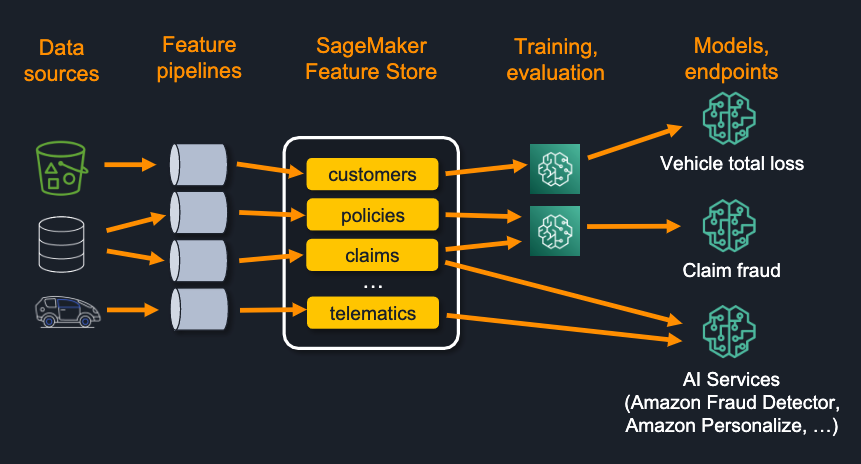 Data
sources
Feature
pipelines
SageMaker
Feature Store
Training,
evaluation
Models,
endpoints
customers
policies
claims
...
telematics
Vehicle total loss
Claim fraud
AI Services
(Amazon Fraud Detector,
Amazon Personalize, ...)